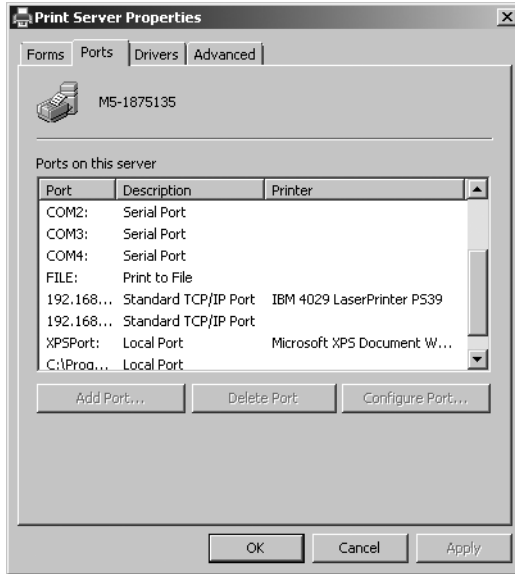 Print Server Properties
Forms Ports Drivers Advanced
M5-1875135
Ports on this server
Port Description Printer
COM2: Serial Port
COM3: Serial Port
COM4: Serial Port
FILE: Print to File
192.168... Standard TCP/IP Port IBM 4029 LaserPrinter PS39
192.168... Standard TCP/IP Port
XPSPort: Local Port Microsoft XPS Document W...
C:\Prog... Local Port
Add Port... Delete Port Configure Port...
OK Cancel Apply